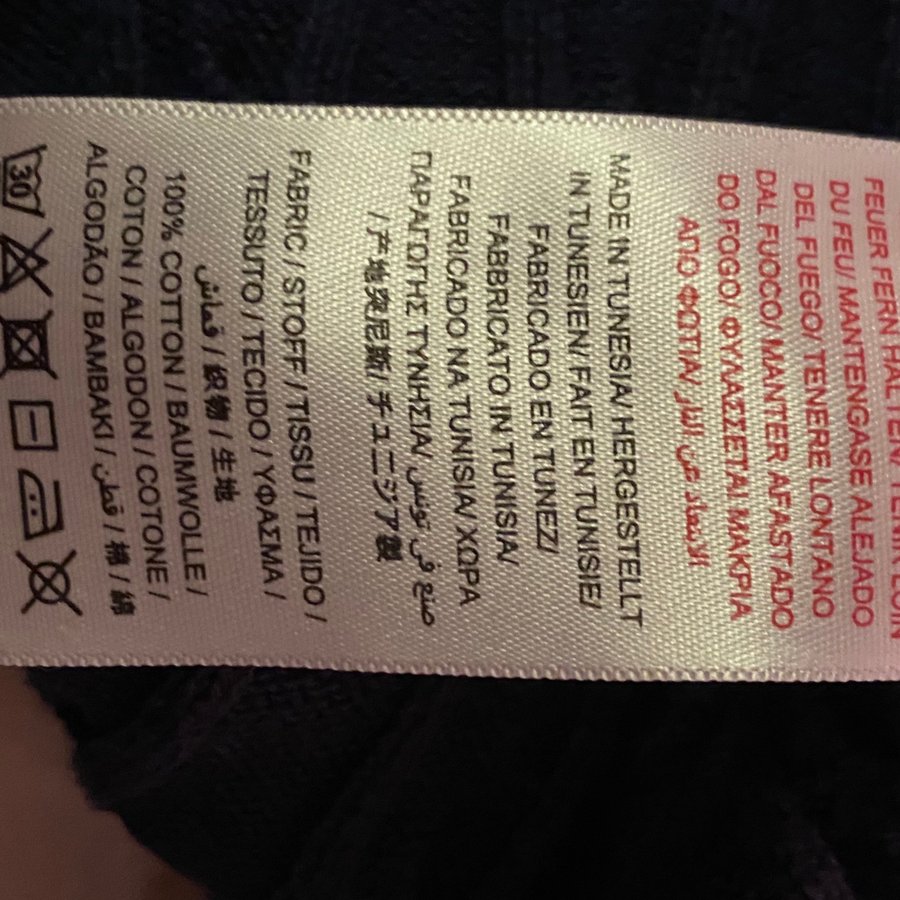 FEUER FERN HALTEN/ TENIR LOIN
DU FEU/ MANTENGASE ALEJADO
DEL FUEGO/ TENERE LONTANO
DAL FUOCO/ MANTER AFASTADO
DO FOGO/ ΦΥΛΑΣΣΕΤΑΙ ΜΑΚΡΙΑ
ΑΠΟ ΦΩΤΙΑ/ الابتعاد عن النار
MADE IN TUNESIA/ HERGESTELLT
IN TUNESIEN/ FAIT EN TUNISIE/
FABRICADO EN TUNEZ/
FABBRICATO IN TUNISIA/
FABRICADO NA TUNISIA/ ΧΩΡΑ
ΠΑΡΑΓΩΓΗΣ ΤΥΝΗΣΙΑ/ صنع في تونس
/ 产地突尼斯/ チュニジア製
FABRIC / STOFF / TISSU / TEJIDO /
TESSUTO / TECIDO / ΥΦΑΣΜΑ /
قماش / 织物 / 生地
100% COTTON / BAUMWOLLE /
COTON / ALGODON / COTONE /
ALGODÃO / BAMBAKI / قطن / 棉 / 綿
30